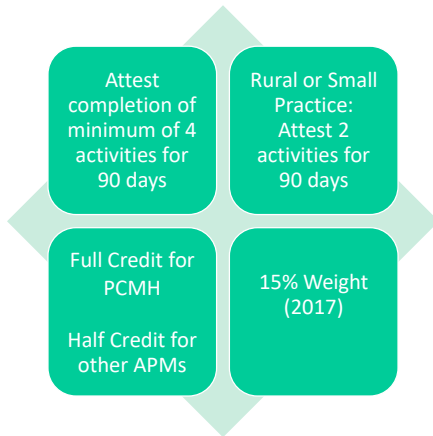 Attest
completion of
minimum of 4
activities for
90 days
Rural or Small
Practice:
Attest 2
activities for
90 days
Full Credit for
PCMH
Half Credit for
other APMs
15% Weight
(2017)